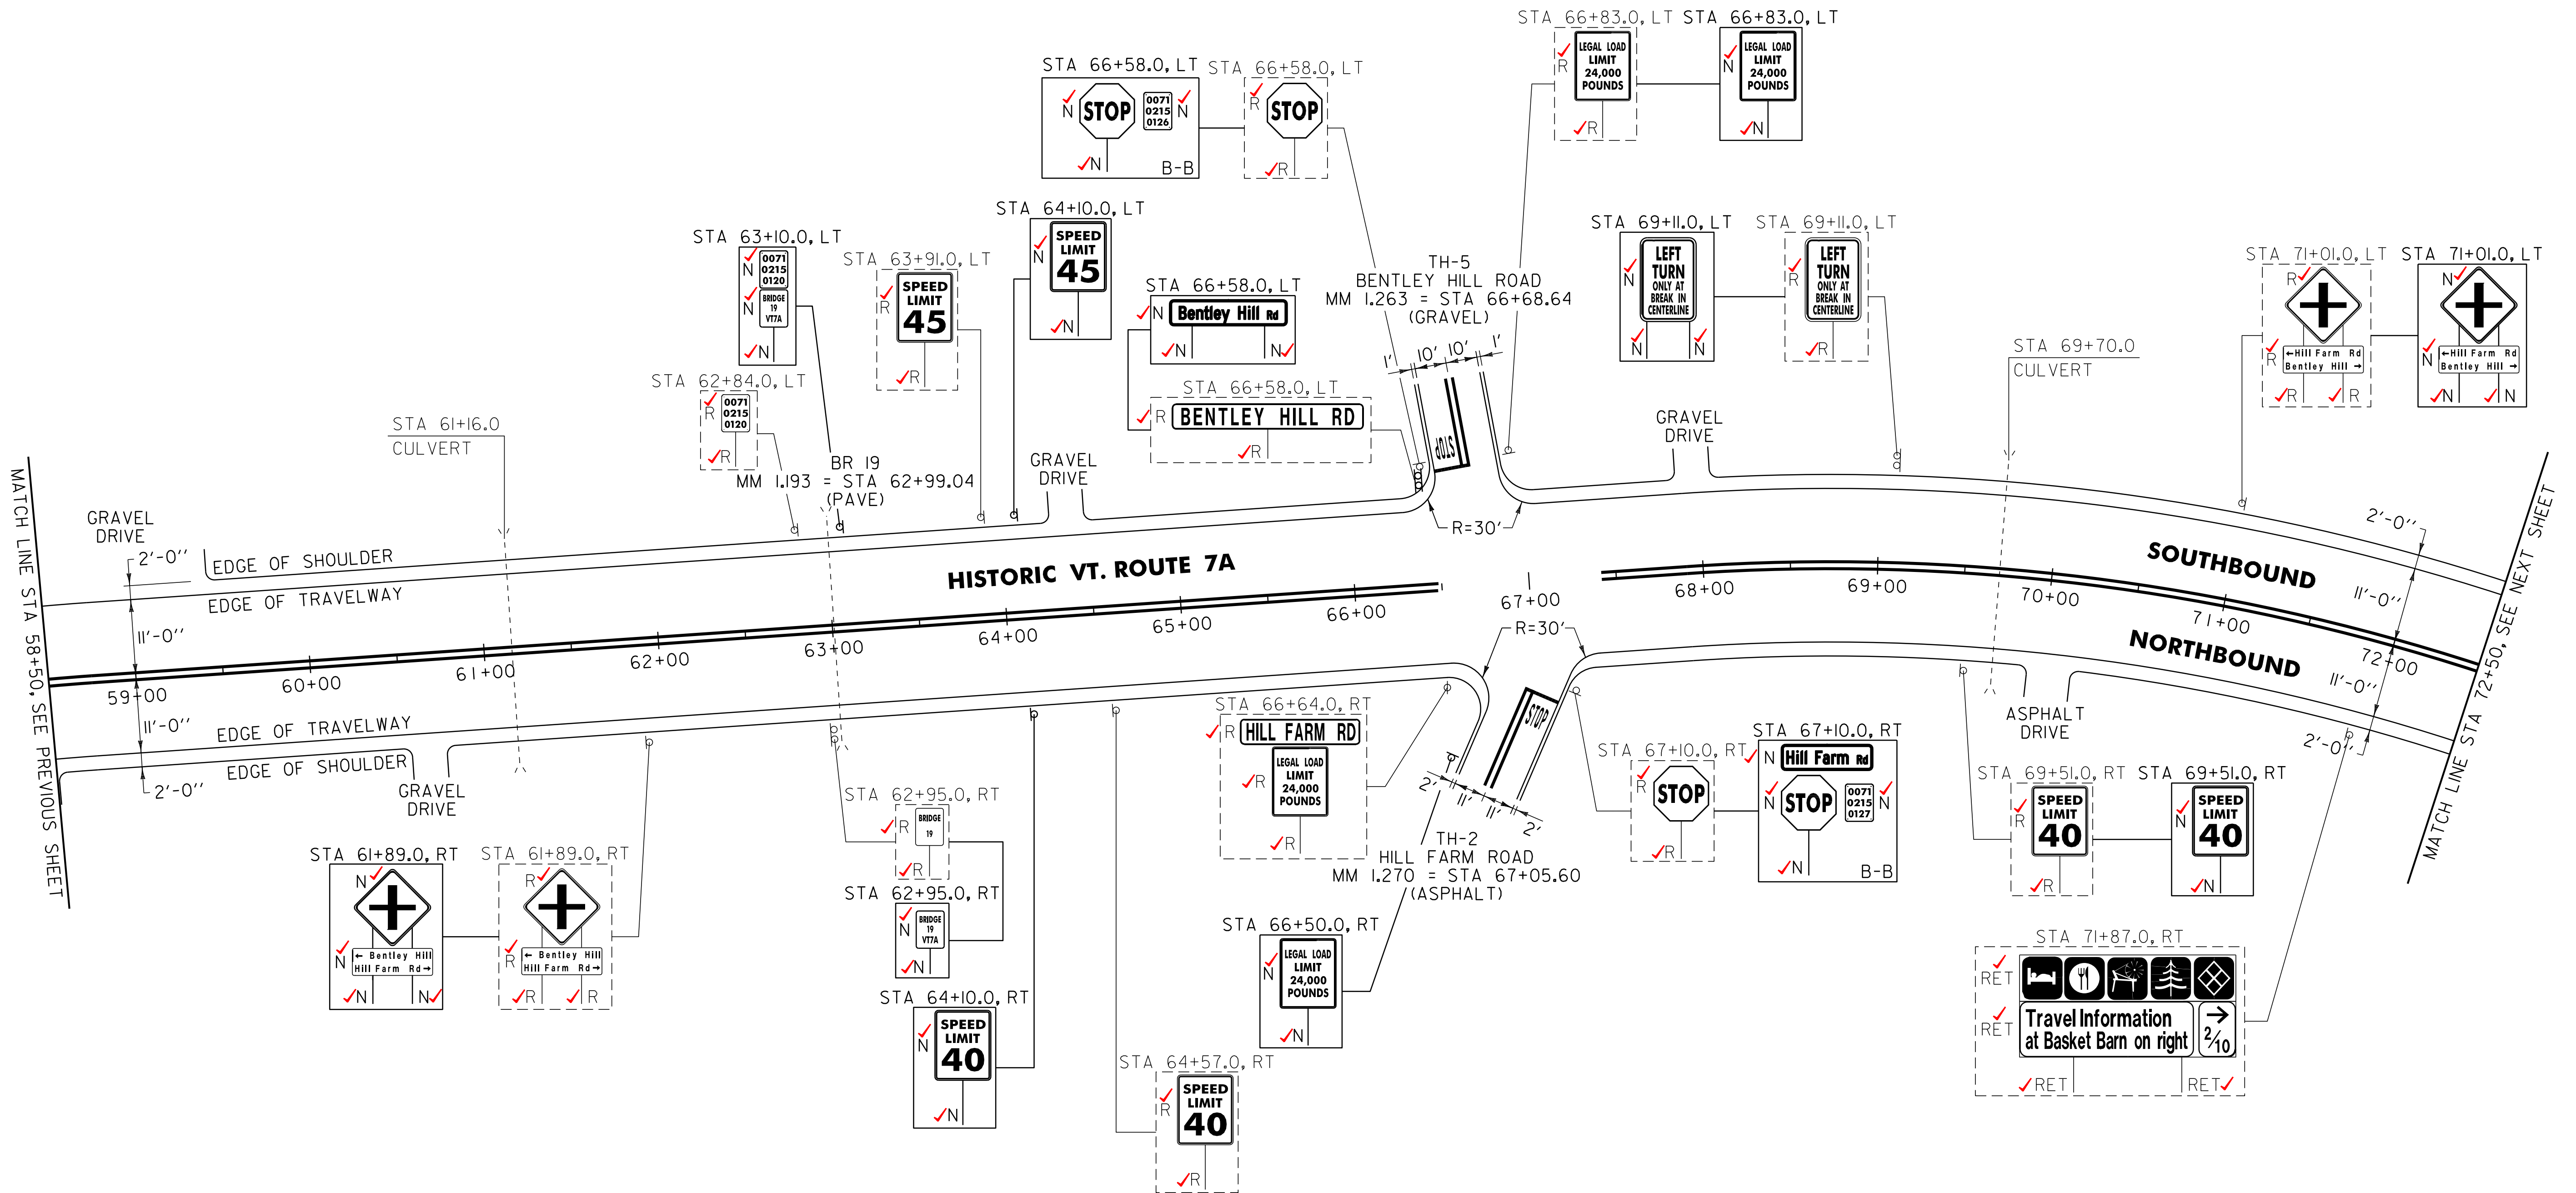 STA 66+83.0, LT
R
LEGAL LOAD
LIMIT
24,000
POUNDS
R
STA 66+83.0, LT
N
LEGAL LOAD
LIMIT
24,000
POUNDS
N
STA 66+58.0, LT
N
STOP
0071
0215
0126
N
N
B-B
STA 66+58.0, LT
R
STOP
R
STA 63+10.0, LT
N
0071
0215
0120
N
BRIDGE
19
VT7A
N
STA 63+91.0, LT
R
SPEED
LIMIT
45
R
STA 64+10.0, LT
N
SPEED
LIMIT
45
N
STA 66+58.0, LT
N
Bentley Hill Rd
N
N
STA 66+58.0, LT
R
BENTLEY HILL RD
R
TH-5
BENTLEY HILL ROAD
MM 1.263 = STA 66+68.64
(GRAVEL)
1'
10'
10'
1'
STOP
STA 69+11.0, LT
N
LEFT
TURN
ONLY AT
BREAK IN
CENTERLINE
N
N
STA 69+11.0, LT
R
LEFT
TURN
ONLY AT
BREAK IN
CENTERLINE
R
STA 69+70.0
CULVERT
STA 71+01.0, LT
R
R
←Hill Farm Rd
Bentley Hill →
R
R
STA 71+01.0, LT
N
N
←Hill Farm Rd
Bentley Hill →
N
N
STA 62+84.0, LT
R
0071
0215
0120
R
STA 61+16.0
CULVERT
BR 19
MM 1.193 = STA 62+99.04
(PAVE)
GRAVEL
DRIVE
GRAVEL
DRIVE
GRAVEL
DRIVE
R=30'
MATCH LINE STA 58+50, SEE PREVIOUS SHEET
2'-0"
EDGE OF SHOULDER
EDGE OF TRAVELWAY
11'-0"
11'-0"
2'-0"
HISTORIC VT. ROUTE 7A
SOUTHBOUND
NORTHBOUND
59+00
60+00
61+00
62+00
63+00
64+00
65+00
66+00
67+00
68+00
69+00
70+00
71+00
72+00
2'-0"
11'-0"
11'-0"
2'-0"
MATCH LINE STA 72+50, SEE NEXT SHEET
EDGE OF TRAVELWAY
EDGE OF SHOULDER
GRAVEL
DRIVE
R=30'
STOP
2'
11'
11'
2'
TH-2
HILL FARM ROAD
MM 1.270 = STA 67+05.60
(ASPHALT)
ASPHALT
DRIVE
STA 61+89.0, RT
N
N
← Bentley Hill
Hill Farm Rd→
N
N
STA 61+89.0, RT
R
R
← Bentley Hill
Hill Farm Rd→
R
R
STA 62+95.0, RT
R
BRIDGE
19
R
STA 62+95.0, RT
N
BRIDGE
19
VT7A
N
STA 64+10.0, RT
N
SPEED
LIMIT
40
N
STA 64+57.0, RT
R
SPEED
LIMIT
40
R
STA 66+64.0, RT
R
HILL FARM RD
R
LEGAL LOAD
LIMIT
24,000
POUNDS
R
STA 66+50.0, RT
N
LEGAL LOAD
LIMIT
24,000
POUNDS
N
STA 67+10.0, RT
R
STOP
R
STA 67+10.0, RT
N
Hill Farm Rd
N
STOP
0071
0215
0127
N
N
B-B
STA 69+51.0, RT
R
SPEED
LIMIT
40
R
STA 69+51.0, RT
N
SPEED
LIMIT
40
N
STA 71+87.0, RT
RET
RET
Travel Information
at Basket Barn on right
→
2/10
RET
RET